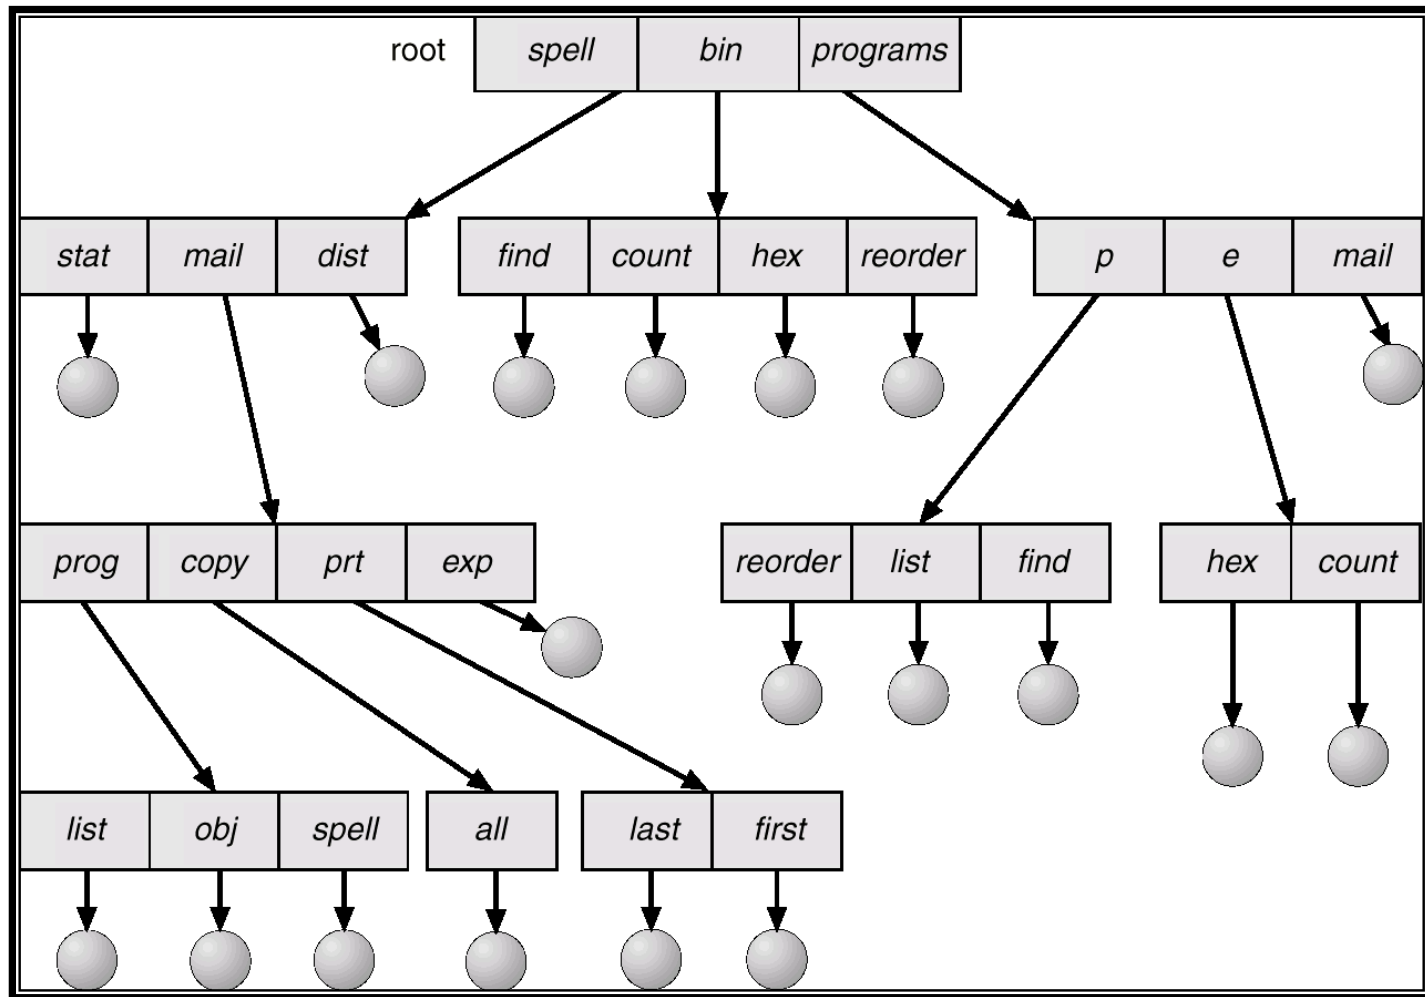 root spell bin programs
stat mail dist find count hex reorder p e mail
prog copy prt exp reorder list find hex count
list obj spell all last first